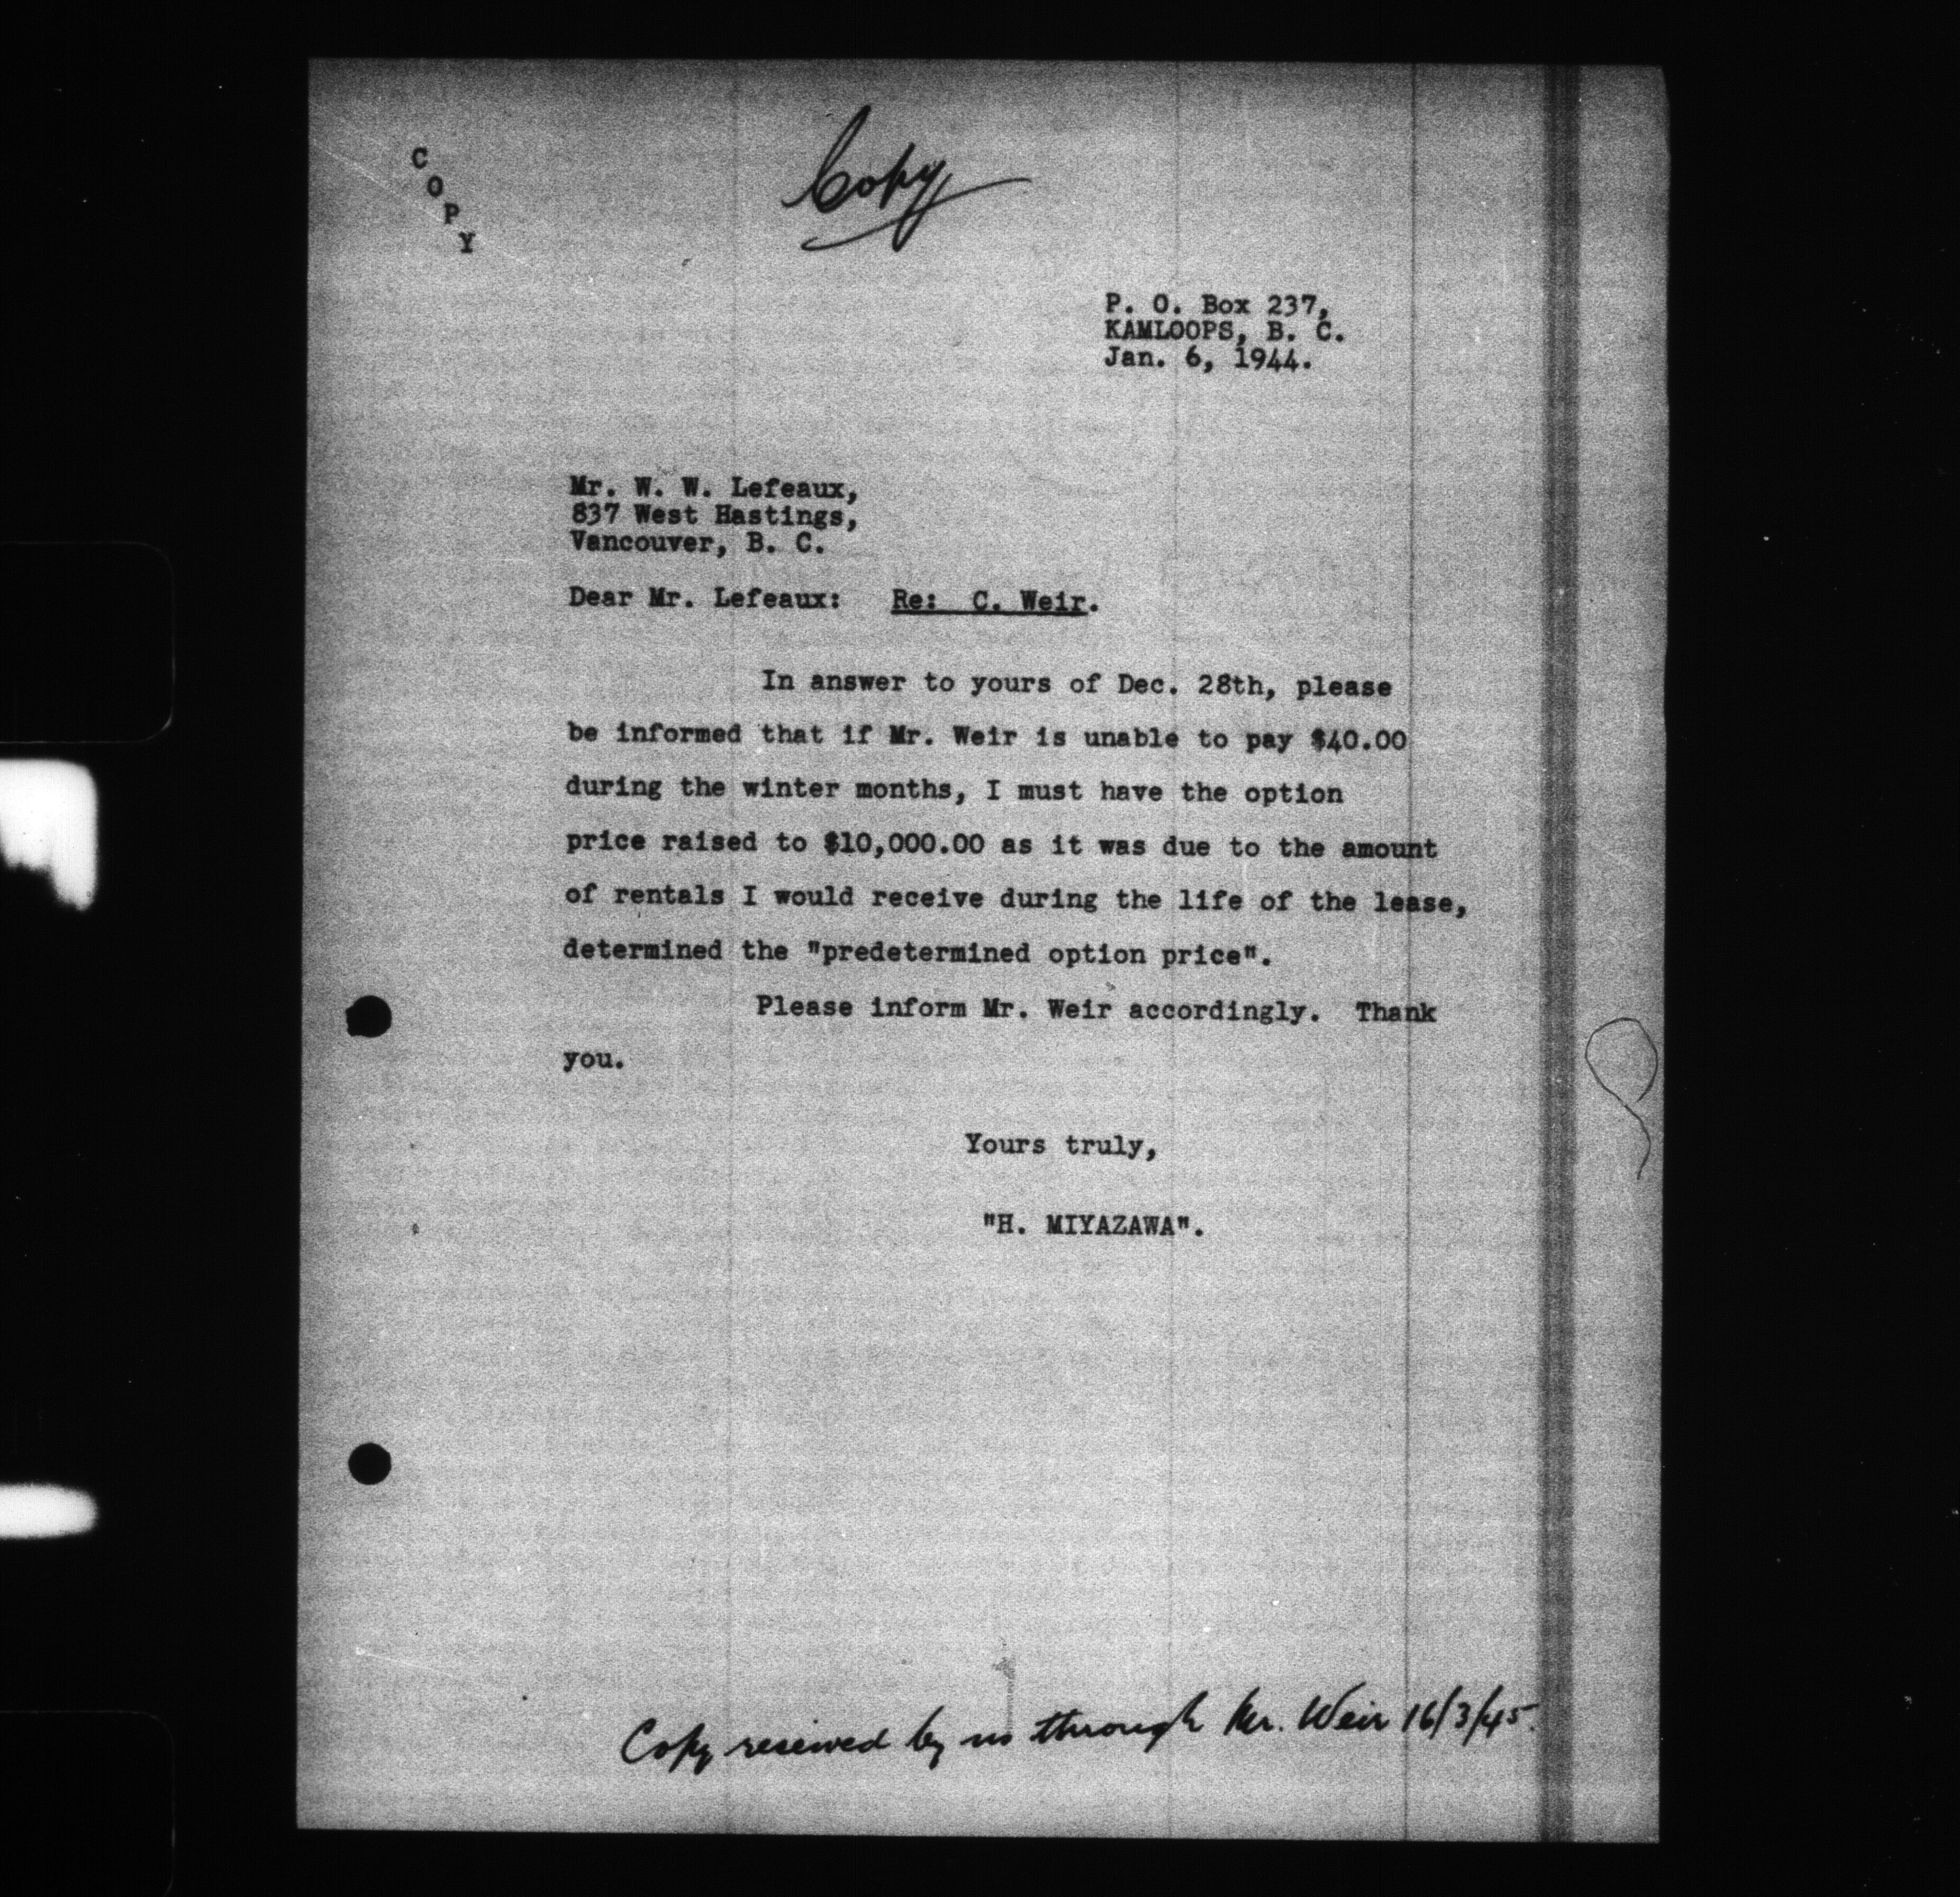 COPY
Copy
P. O. Box 237,
KAMLOOPS, B. C.
Jan. 6, 1944.
Mr. W. W. Lefeaux,
837 West Hastings,
Vancouver, B. C.
Dear Mr. Lefeaux: Re: C. Weir.
In answer to yours of Dec. 28th, please
be informed that if Mr. Weir is unable to pay $40.00
during the winter months, I must have the option
price raised to $10,000.00 as it was due to the amount
of rentals I would receive during the life of the lease,
determined the "predetermined option price".
Please inform Mr. Weir accordingly. Thank
you.
Yours truly,
"H. MIYAZAWA".
Copy received by us through Mr. Weir 16/3/45.